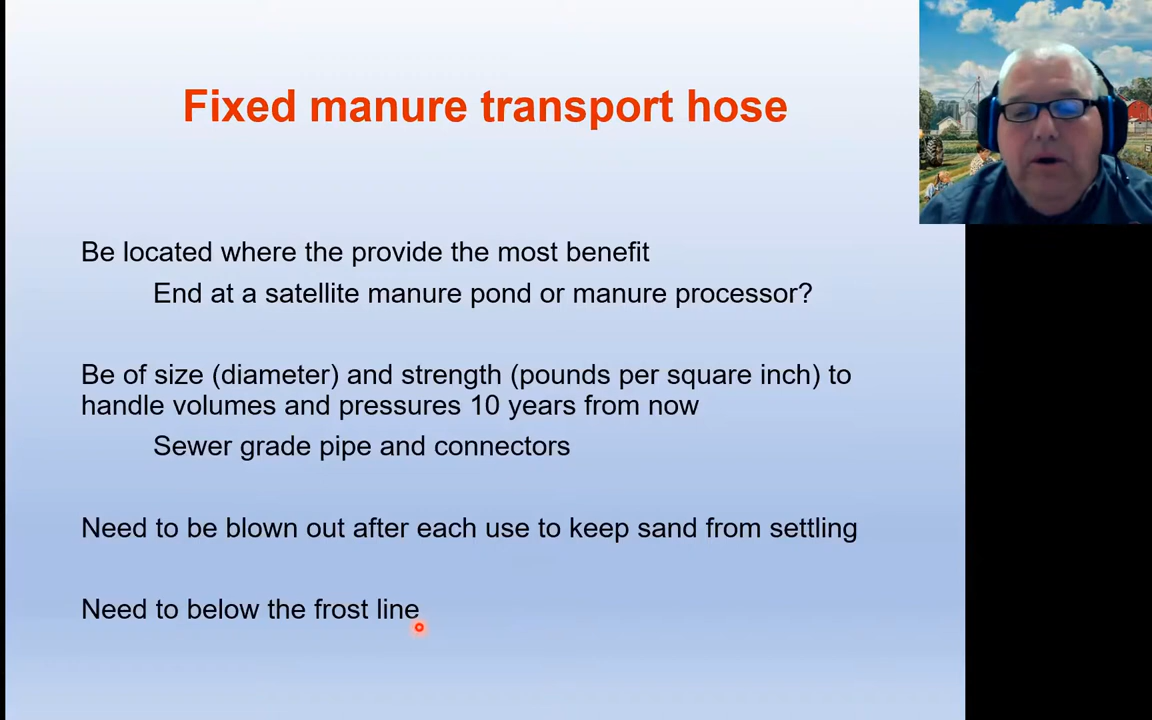 Fixed manure transport hose
Be located where the provide the most benefit
End at a satellite manure pond or manure processor?
Be of size (diameter) and strength (pounds per square inch) to
handle volumes and pressures 10 years from now
Sewer grade pipe and connectors
Need to be blown out after each use to keep sand from settling
Need to below the frost line